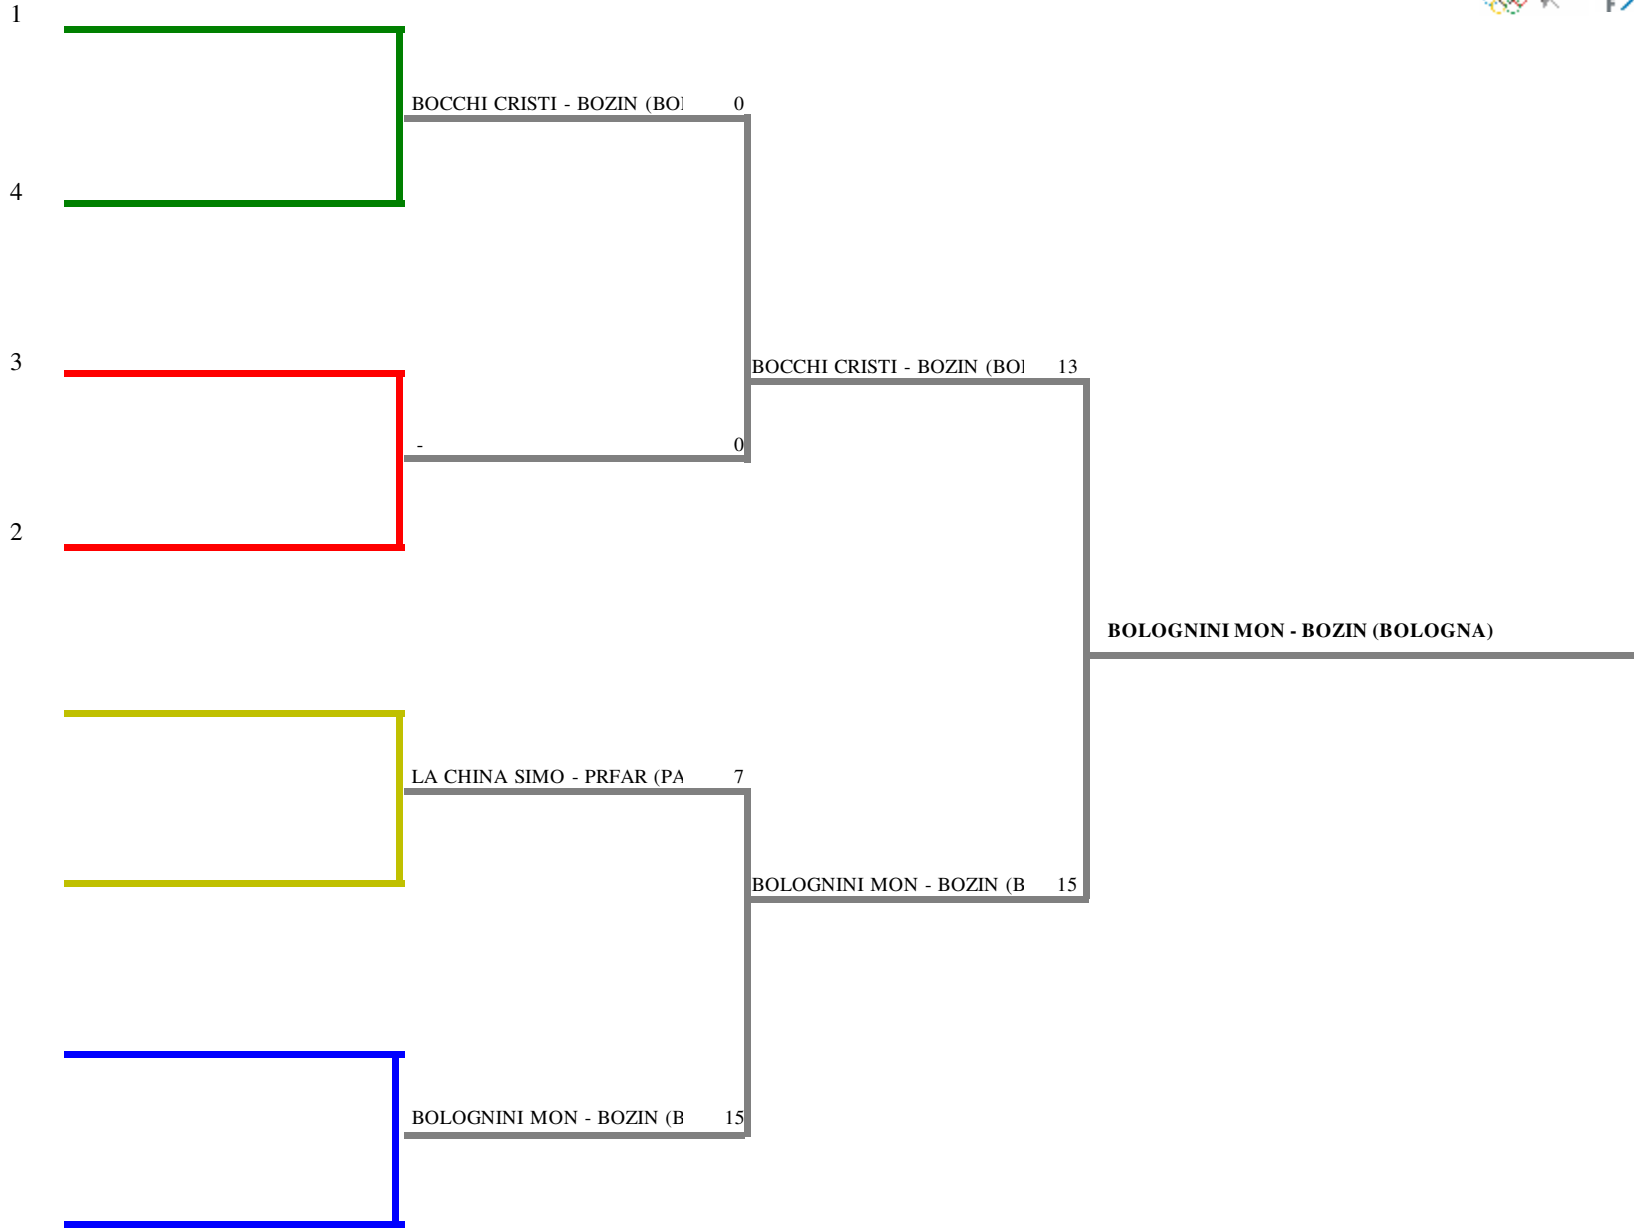 1
BOCCHI CRISTI - BOZIN (BO 0
4
3
BOCCHI CRISTI - BOZIN (BO 13
- 0
2
BOLOGNINI MON - BOZIN (BOLOGNA)
LA CHINA SIMO - PRFAR (PA 7
BOLOGNINI MON - BOZIN (B 15
BOLOGNINI MON - BOZIN (B 15